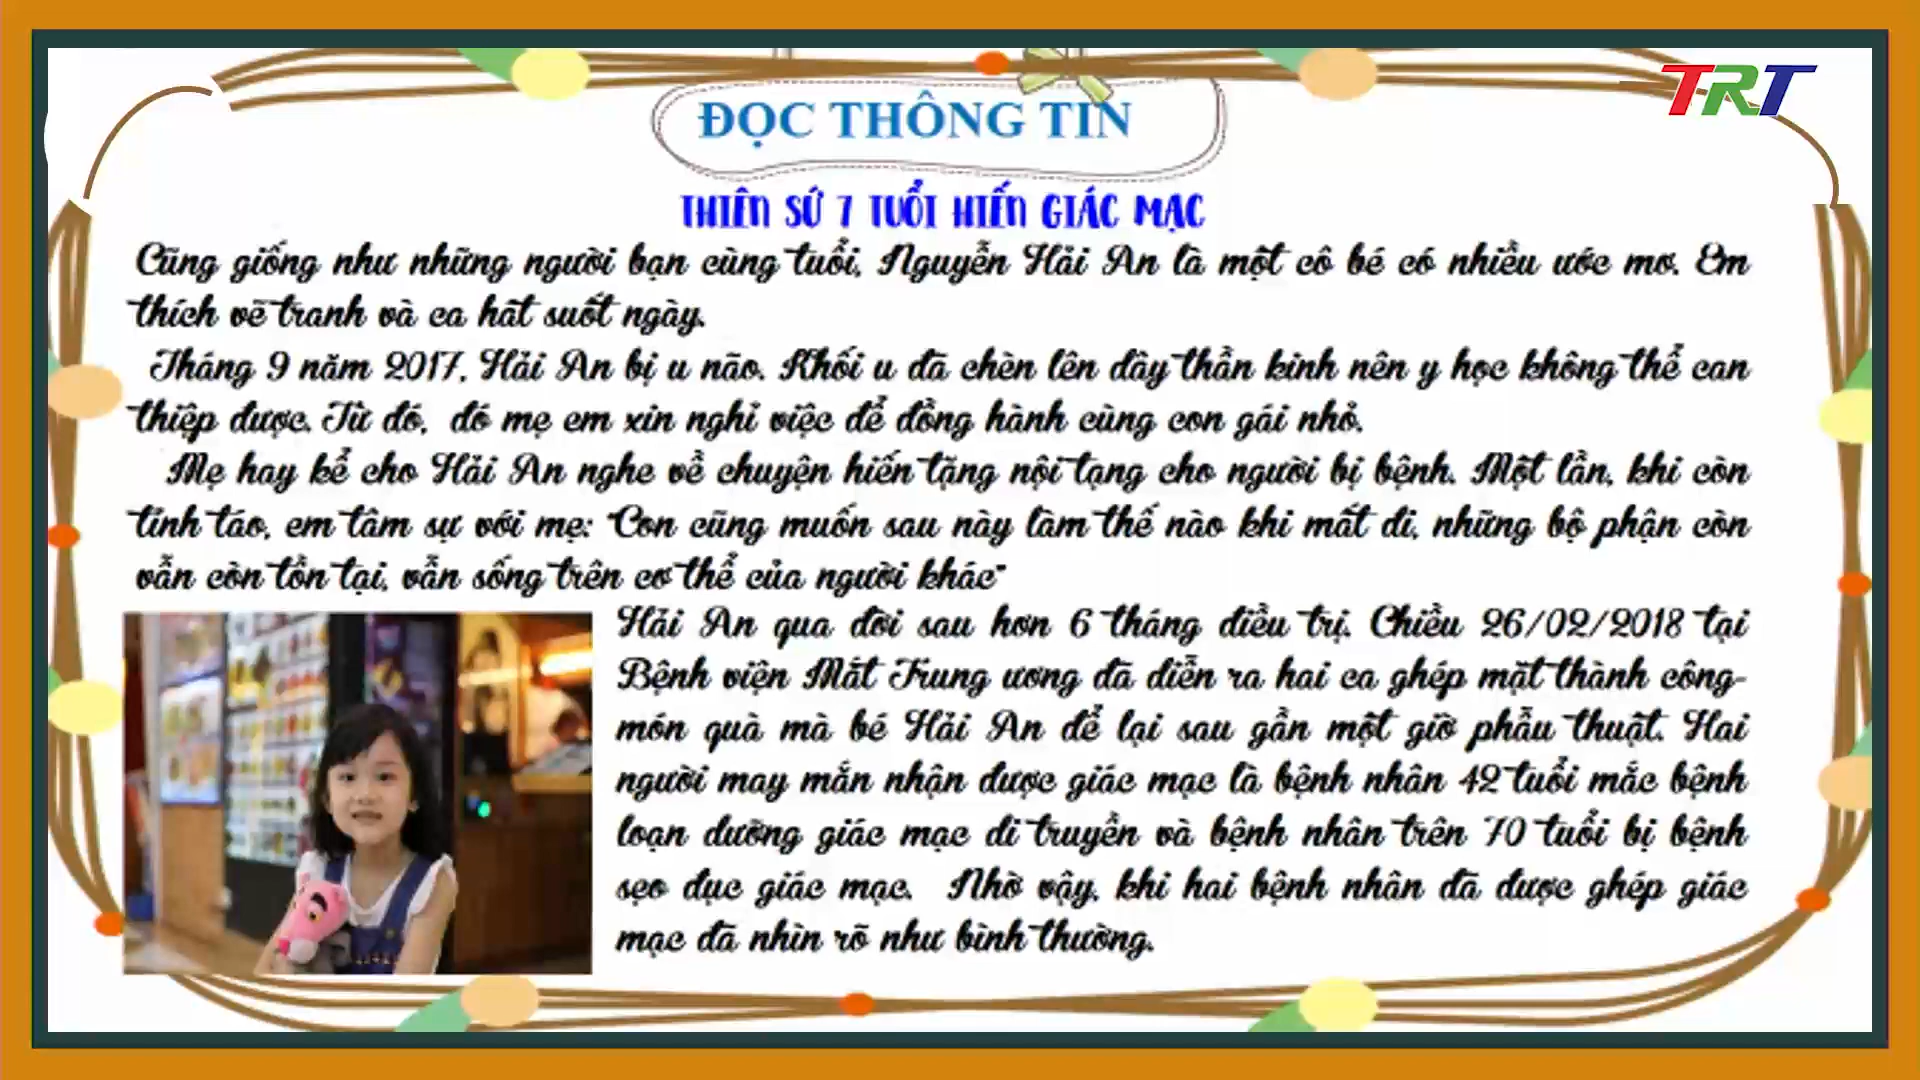 TRT
ĐỌC THÔNG TIN
THIÊN SỨ 7 TUỔI HIẾN GIÁC MẠC
Cũng giống như những người bạn cùng tuổi, Nguyễn Hải An là một cô bé có nhiều ước mơ. Em
thích vẽ tranh và ca hát suốt ngày.
Tháng 9 năm 2017, Hải An bị u não. Khối u đã chèn lên dây thần kinh nên y học không thể can
thiệp được. Từ đó, đó mẹ em xin nghỉ việc để đồng hành cùng con gái nhỏ.
Mẹ hay kể cho Hải An nghe về chuyện hiến tặng nội tạng cho người bị bệnh. Một lần, khi còn
tỉnh táo, em tâm sự với mẹ: "Con cũng muốn sau này làm thế nào khi mất đi, những bộ phận còn
vẫn còn tồn tại, vẫn sống trên cơ thể của người khác"
Hải An qua đời sau hơn 6 tháng điều trị. Chiều 26/02/2018 tại
Bệnh viện Mắt Trung ương đã diễn ra hai ca ghép mặt thành công-
món quà mà bé Hải An để lại sau gần một giờ phẫu thuật. Hai
người may mắn nhận được giác mạc là bệnh nhân 42 tuổi mắc bệnh
loạn dưỡng giác mạc di truyền và bệnh nhân trên 70 tuổi bị bệnh
sẹo đục giác mạc. Nhờ vậy, khi hai bệnh nhân đã được ghép giác
mạc đã nhìn rõ như bình thường.